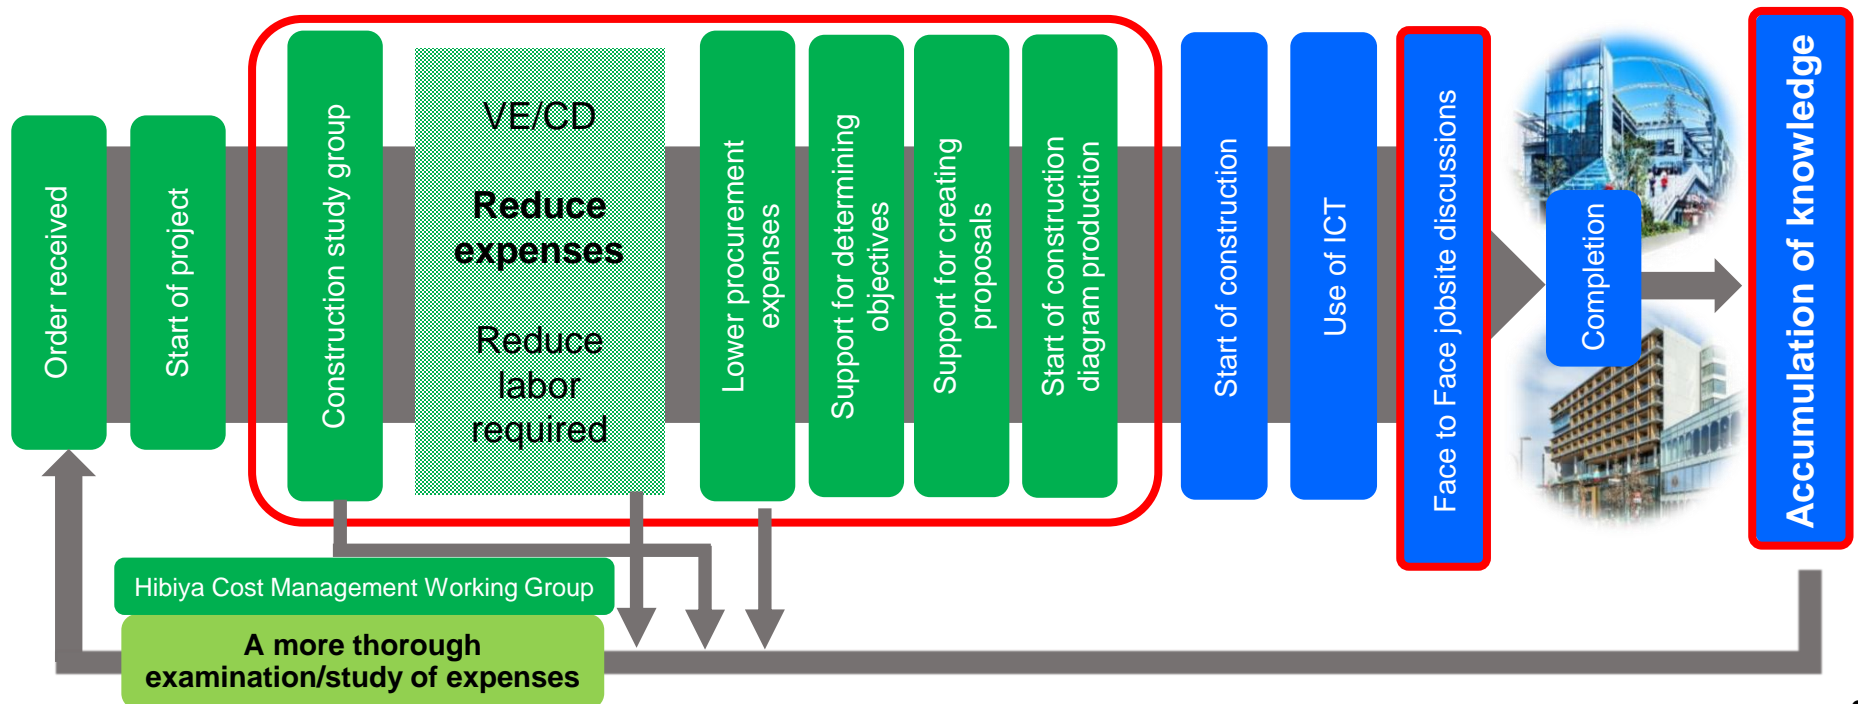 Order received
Start of project
Construction study group
VE/CD
Reduce
expenses
Reduce
labor
required
Lower procurement
expenses
Support for determining
objectives
Support for creating
proposals
Start of construction
diagram production
Start of construction
Use of ICT
Face to Face jobsite discussions
Completion
Accumulation of knowledge
Hibiya Cost Management Working Group
A more thorough
examination/study of expenses